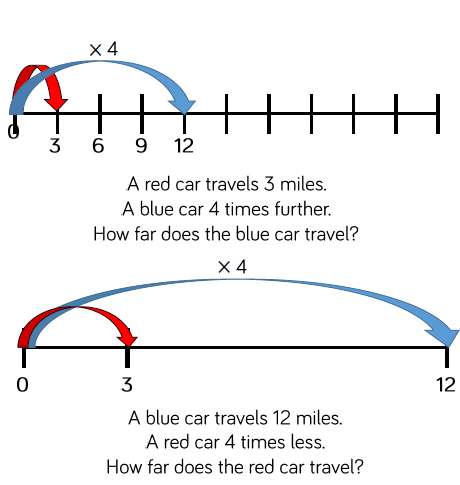 × 4
0 3 6 9 12
A red car travels 3 miles.
A blue car 4 times further.
How far does the blue car travel?
× 4
0 3 12
A blue car travels 12 miles.
A red car 4 times less.
How far does the red car travel?